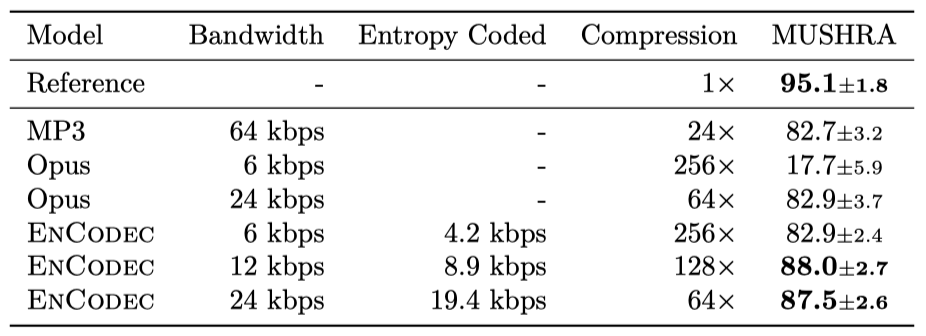 Model Bandwidth Entropy Coded Compression MUSHRA
Reference - - 1× 95.1±1.8
MP3 64 kbps - 24× 82.7±3.2
Opus 6 kbps - 256× 17.7±5.9
Opus 24 kbps - 64× 82.9±3.7
ENCODEC 6 kbps 4.2 kbps 256× 82.9±2.4
ENCODEC 12 kbps 8.9 kbps 128× 88.0±2.7
ENCODEC 24 kbps 19.4 kbps 64× 87.5±2.6